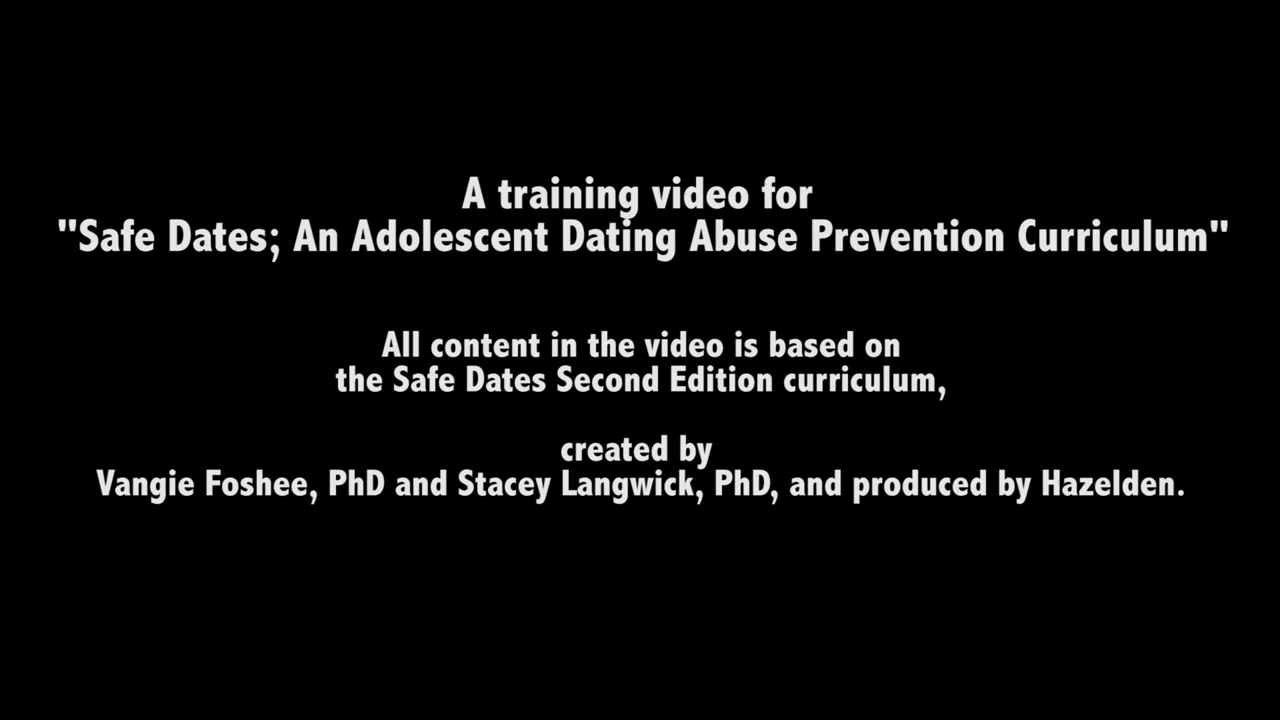 A training video for
"Safe Dates; An Adolescent Dating Abuse Prevention Curriculum"
All content in the video is based on
the Safe Dates Second Edition curriculum,
created by
Vangie Foshee, PhD and Stacey Langwick, PhD, and produced by Hazelden.